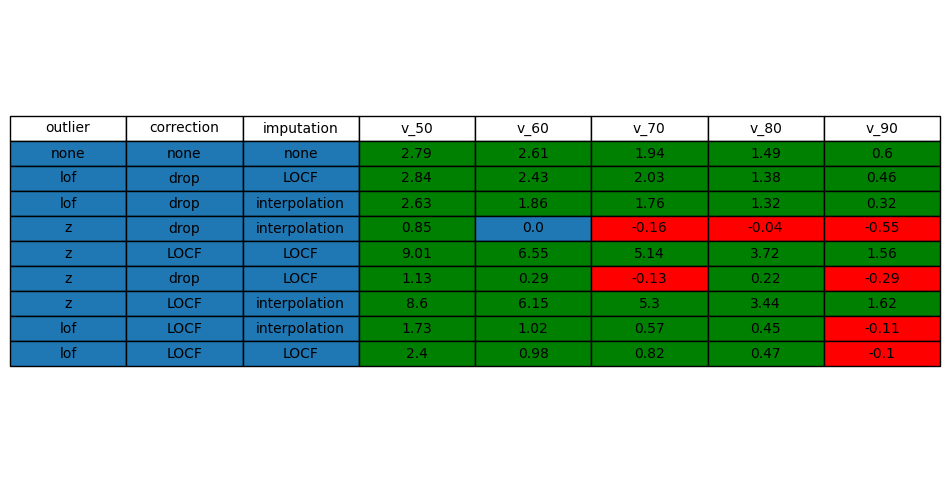 outlier correction imputation v_50 v_60 v_70 v_80 v_90
none none none 2.79 2.61 1.94 1.49 0.6
lof drop LOCF 2.84 2.43 2.03 1.38 0.46
lof drop interpolation 2.63 1.86 1.76 1.32 0.32
z drop interpolation 0.85 0.0 -0.16 -0.04 -0.55
z LOCF LOCF 9.01 6.55 5.14 3.72 1.56
z drop LOCF 1.13 0.29 -0.13 0.22 -0.29
z LOCF interpolation 8.6 6.15 5.3 3.44 1.62
lof LOCF interpolation 1.73 1.02 0.57 0.45 -0.11
lof LOCF LOCF 2.4 0.98 0.82 0.47 -0.1